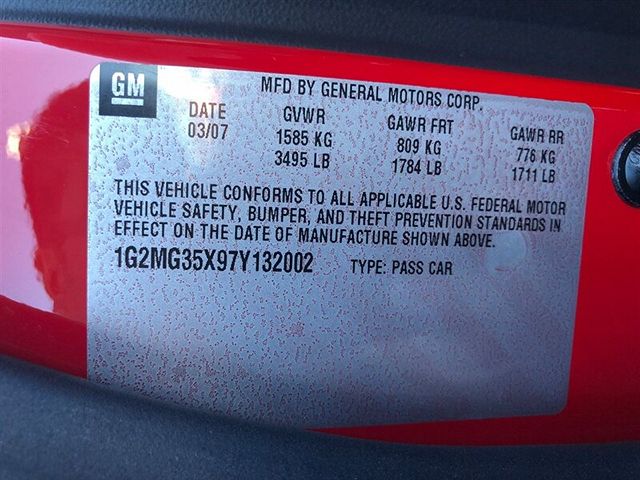 GM
MFD BY GENERAL MOTORS CORP.
DATE GVWR GAWR FRT GAWR RR
03/07 1585 KG 809 KG 776 KG
3495 LB 1784 LB 1711 LB
THIS VEHICLE CONFORMS TO ALL APPLICABLE U.S. FEDERAL MOTOR
VEHICLE SAFETY, BUMPER, AND THEFT PREVENTION STANDARDS IN
EFFECT ON THE DATE OF MANUFACTURE SHOWN ABOVE.
1G2MG35X97Y132002 TYPE: PASS CAR